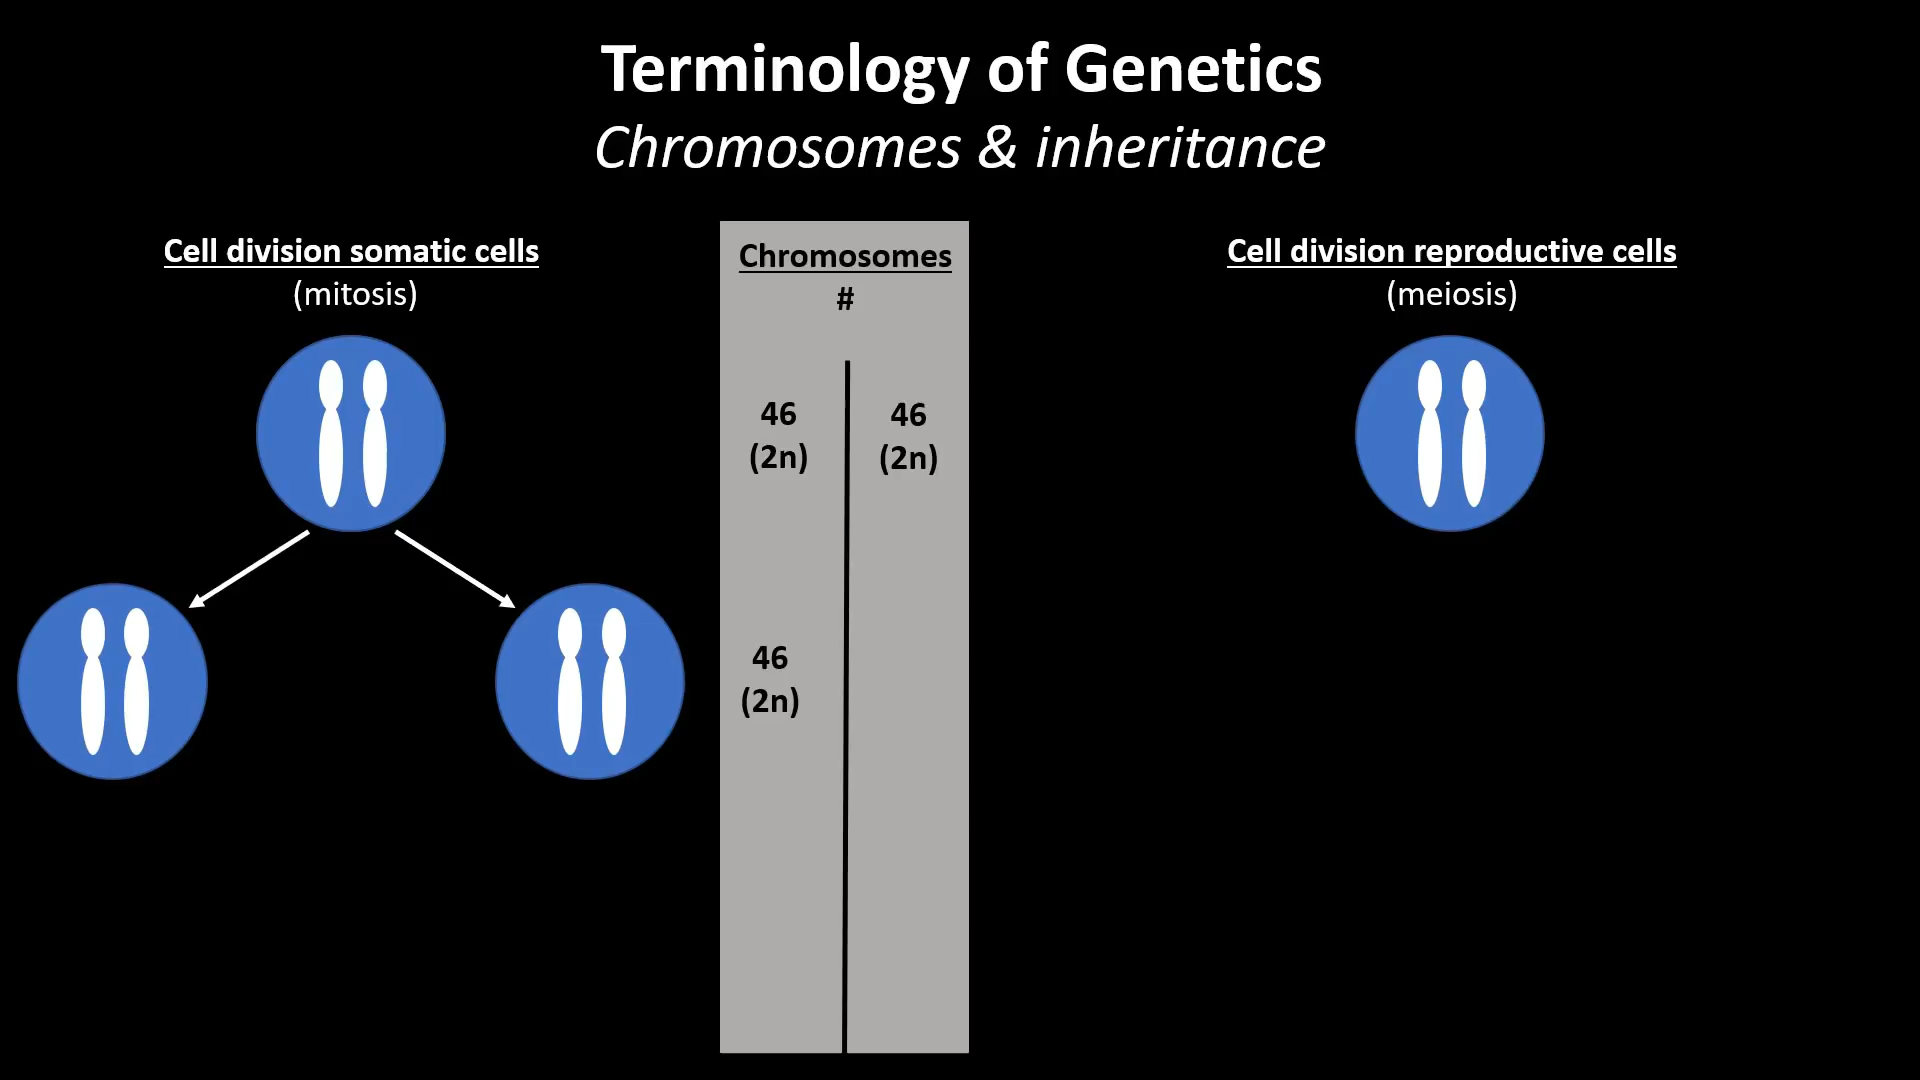 Terminology of Genetics
Chromosomes & inheritance
Cell division somatic cells
(mitosis)
Chromosomes
#
46
(2n)
46
(2n)
46
(2n)
Cell division reproductive cells
(meiosis)